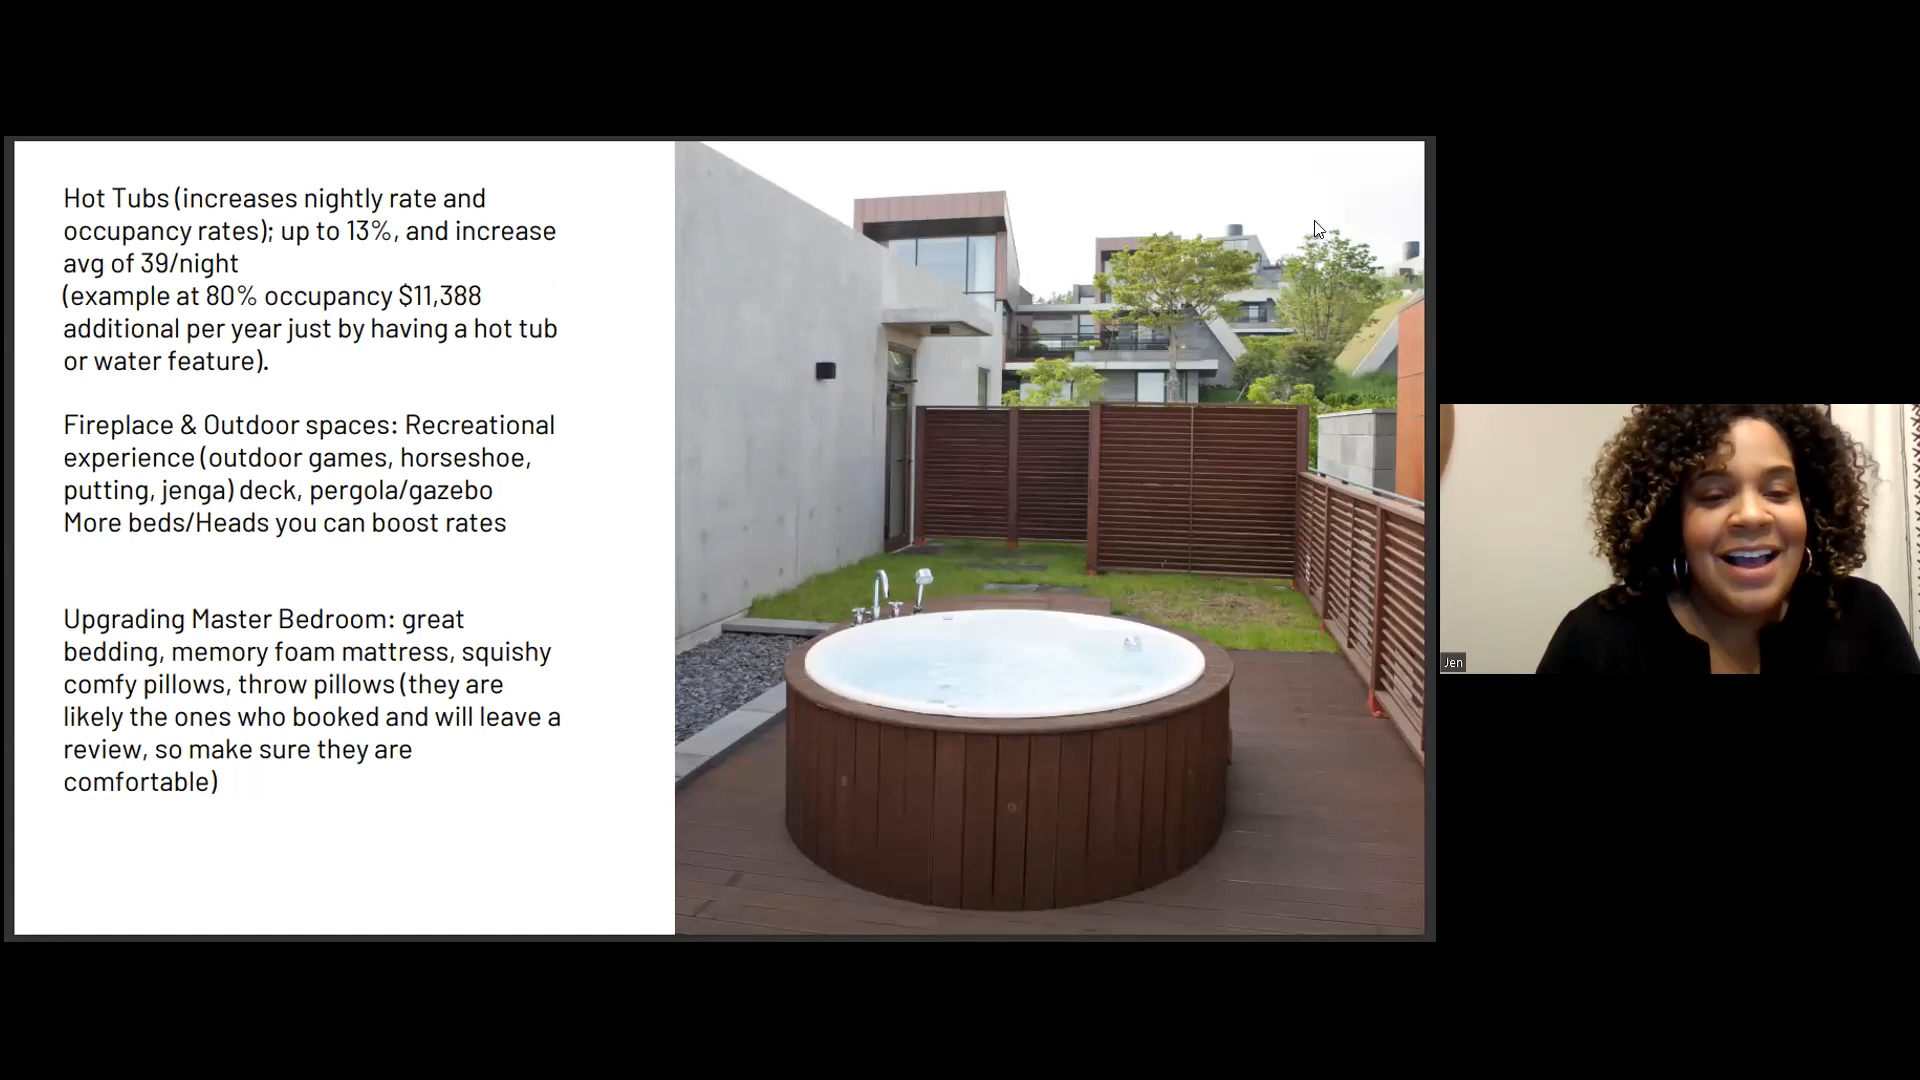 Hot Tubs (increases nightly rate and
occupancy rates); up to 13%, and increase
avg of 39/night
(example at 80% occupancy $11,388
additional per year just by having a hot tub
or water feature).
Fireplace & Outdoor spaces: Recreational
experience (outdoor games, horseshoe,
putting, jenga) deck, pergola/gazebo
More beds/Heads you can boost rates
Upgrading Master Bedroom: great
bedding, memory foam mattress, squishy
comfy pillows, throw pillows (they are
likely the ones who booked and will leave a
review, so make sure they are
comfortable)
Jen